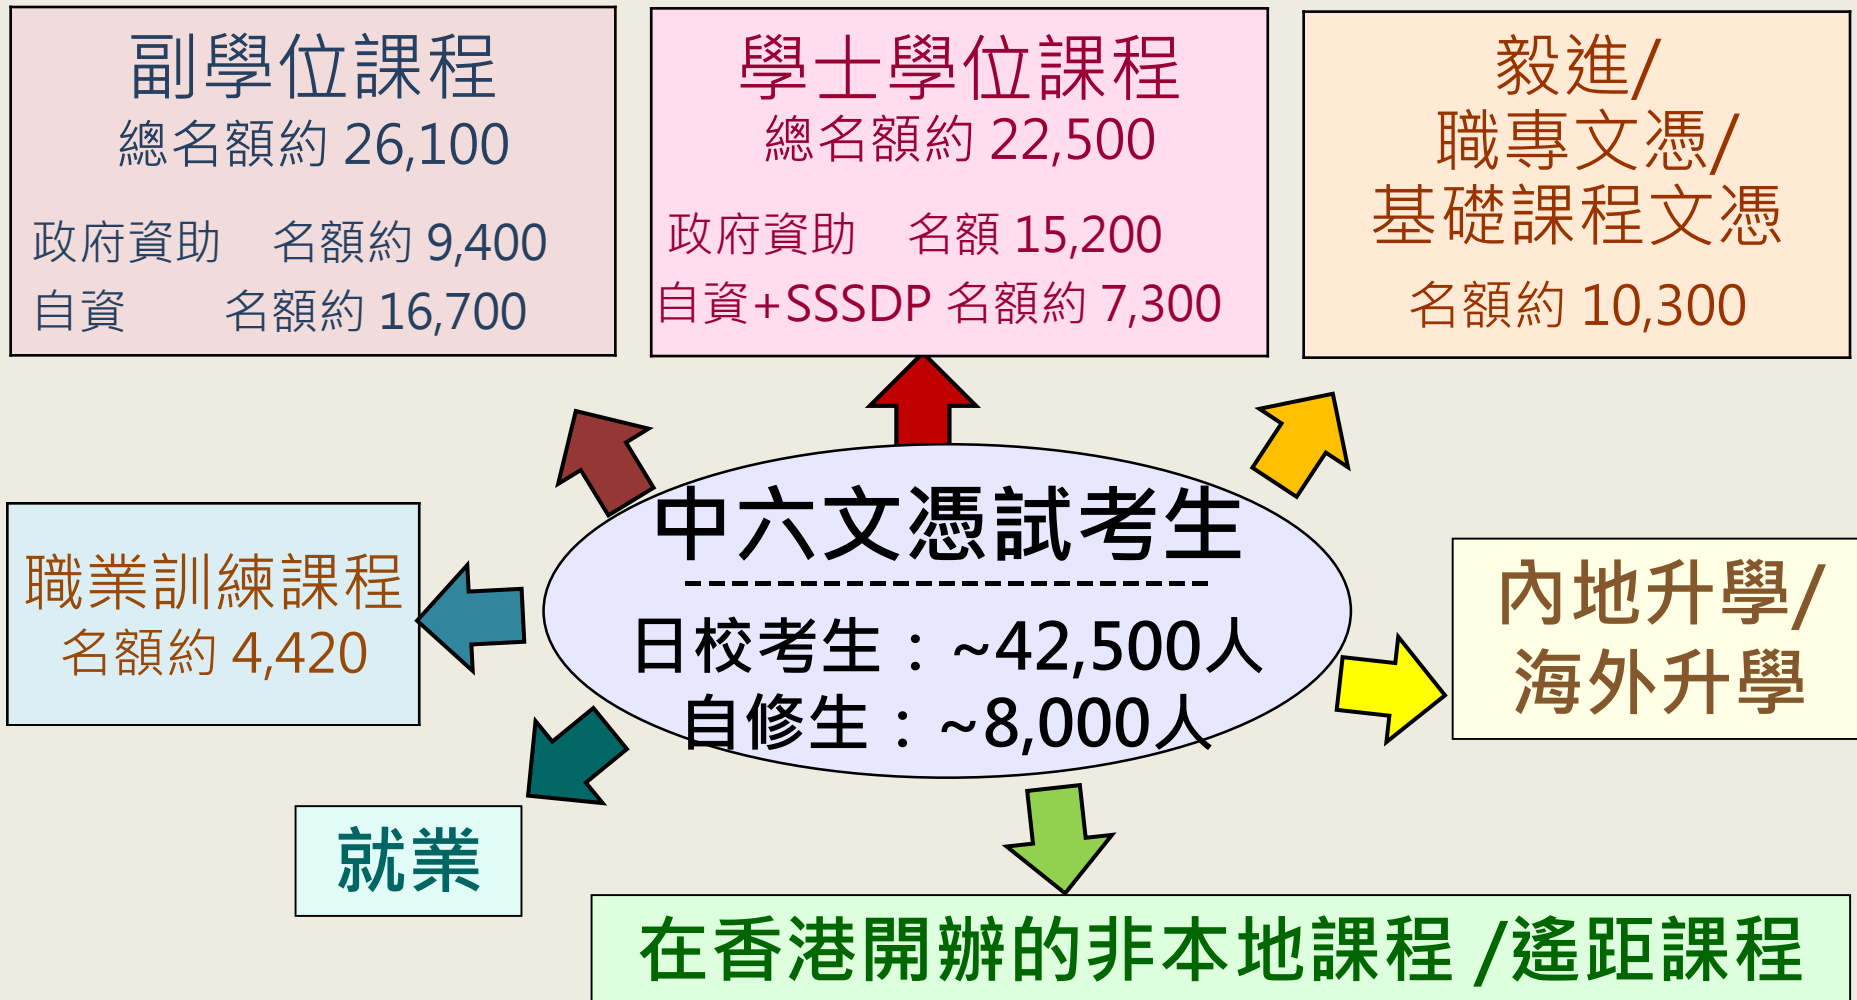 副學位課程
總名額約 26,100
政府資助 名額約 9,400
自資 名額約 16,700
學士學位課程
總名額約 22,500
政府資助 名額 15,200
自資+SSSDP 名額約 7,300
毅進/
職專文憑/
基礎課程文憑
名額約 10,300
中六文憑試考生
日校考生：~42,500人
自修生：~8,000人
職業訓練課程
名額約 4,420
內地升學/
海外升學
就業
在香港開辦的非本地課程 /遙距課程